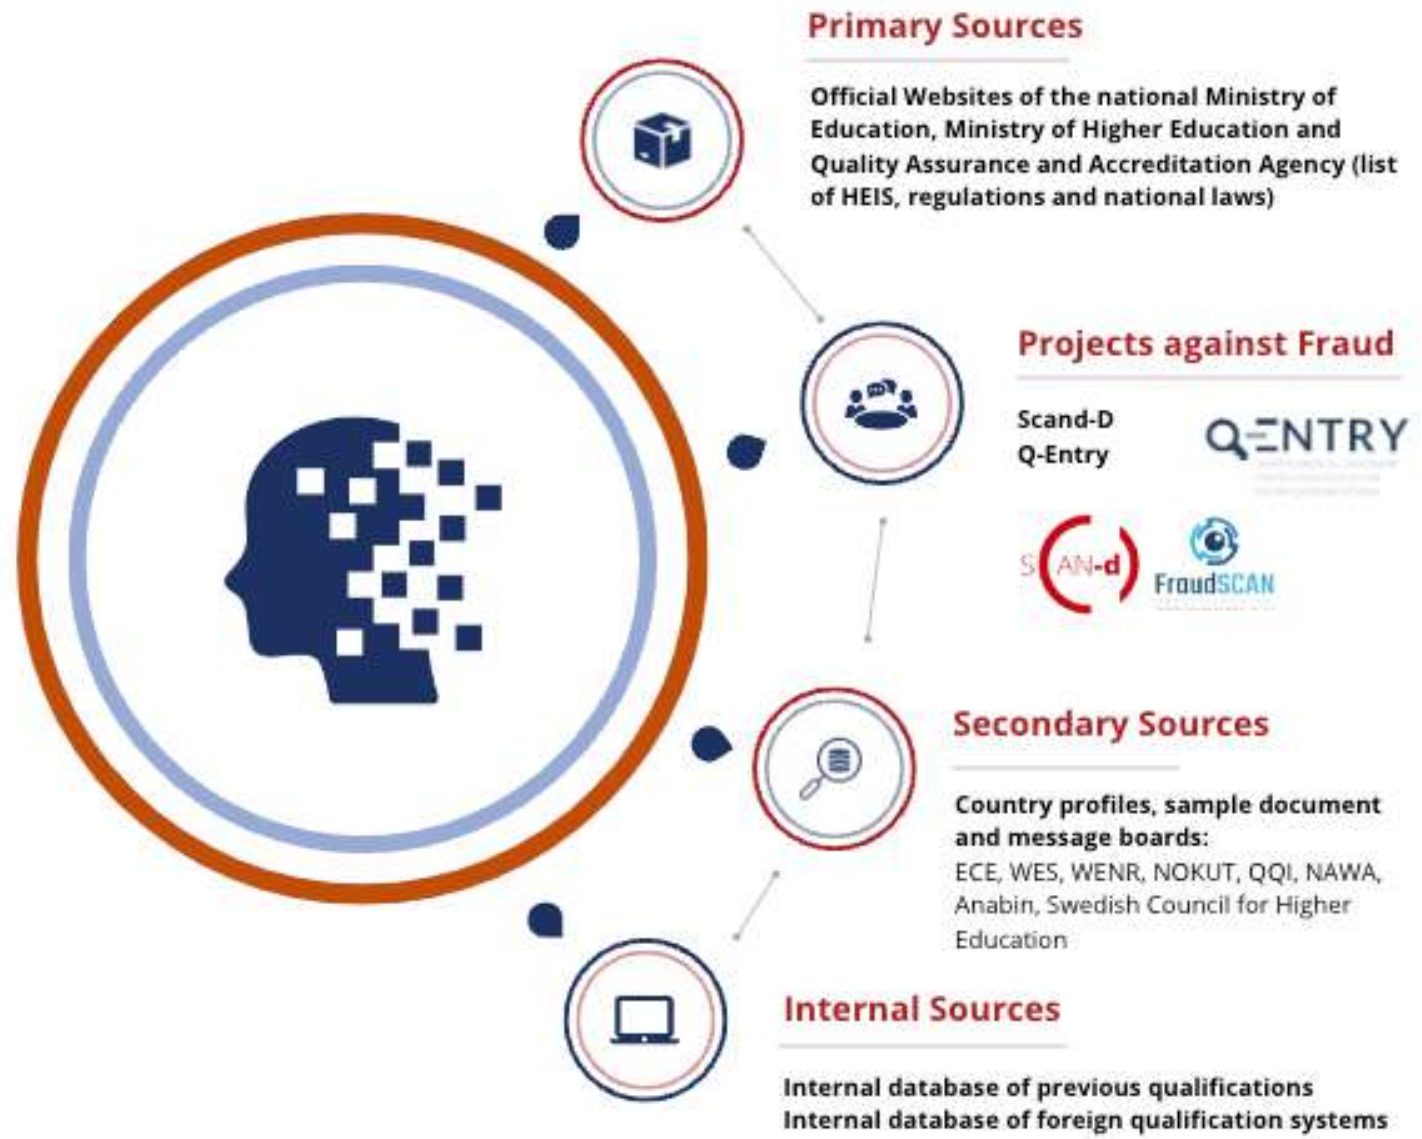 Primary Sources
Official Websites of the national Ministry of
Education, Ministry of Higher Education and
Quality Assurance and Accreditation Agency (list
of HEIS, regulations and national laws)
Projects against Fraud
Scand-D
Q-Entry
Q-ENTRY
SCAN-d
FraudSCAN
Secondary Sources
Country profiles, sample document
and message boards:
ECE, WES, WENR, NOKUT, QQI, NAWA,
Anabin, Swedish Council for Higher
Education
Internal Sources
Internal database of previous qualifications
Internal database of foreign qualification systems